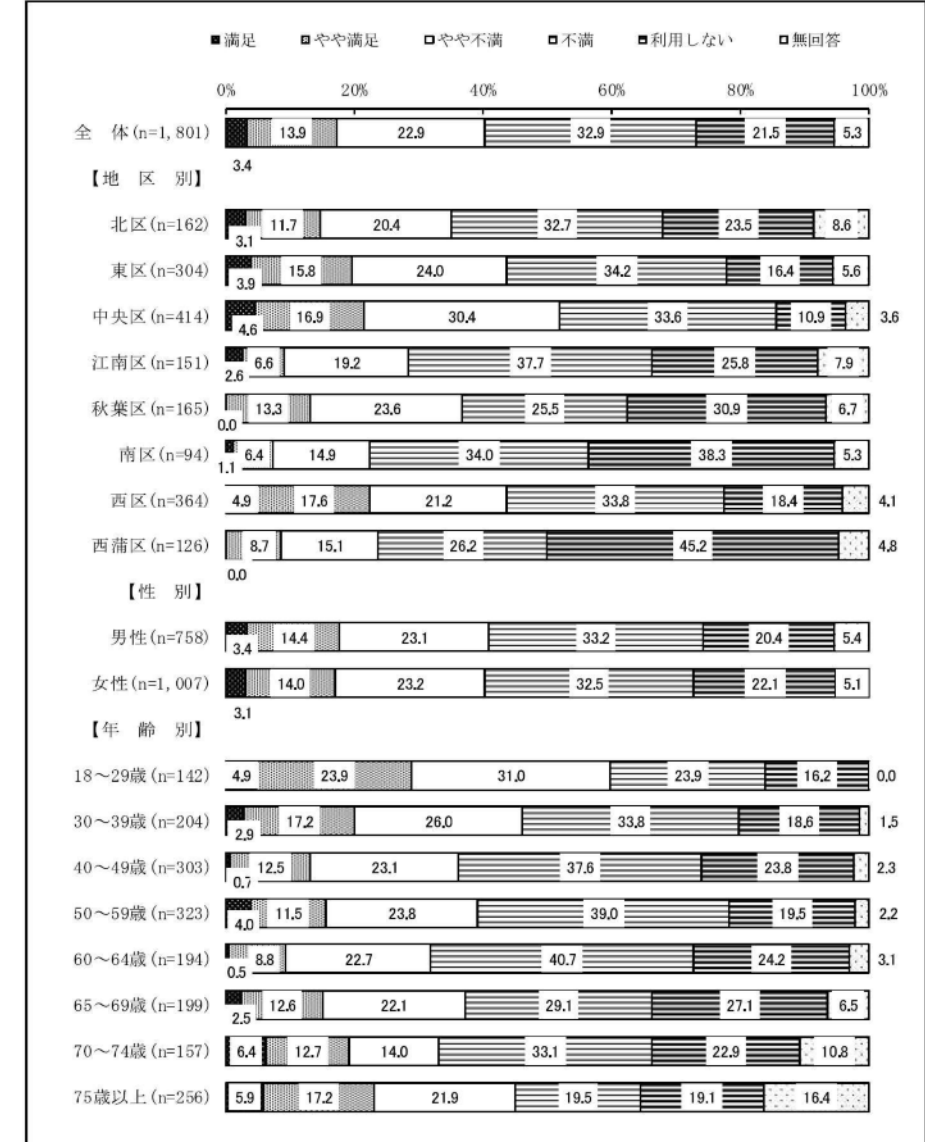 ■満足 やや満足 □やや不満 不満 利用しない 無回答
0% 20% 40% 60% 80% 100%
全 体(n=1,801) 13.9 22.9 32.9 21.5 5.3
3.4
【地 区 別】
北区(n=162) 3.1 11.7 20.4 32.7 23.5 8.6
東区(n=304) 3.9 15.8 24.0 34.2 16.4 5.6
中央区(n=414) 4.6 16.9 30.4 33.6 10.9 3.6
江南区(n=151) 2.6 6.6 19.2 37.7 25.8 7.9
秋葉区(n=165) 0.0 13.3 23.6 25.5 30.9 6.7
南区(n=94) 1.1 6.4 14.9 34.0 38.3 5.3
西区(n=364) 4.9 17.6 21.2 33.8 18.4 4.1
西蒲区(n=126) 8.7 15.1 26.2 45.2 4.8
0.0
【性 別】
男性(n=758) 3.4 14.4 23.1 33.2 20.4 5.4
女性(n=1,007) 14.0 23.2 32.5 22.1 5.1
3.1
【年 齢 別】
18～29歳(n=142) 4.9 23.9 31.0 23.9 16.2 0.0
30～39歳(n=204) 2.9 17.2 26.0 33.8 18.6 1.5
40～49歳(n=303) 0.7 12.5 23.1 37.6 23.8 2.3
50～59歳(n=323) 4.0 11.5 23.8 39.0 19.5 2.2
60～64歳(n=194) 0.5 8.8 22.7 40.7 24.2 3.1
65～69歳(n=199) 2.5 12.6 22.1 29.1 27.1 6.5
70～74歳(n=157) 6.4 12.7 14.0 33.1 22.9 10.8
75歳以上(n=256) 5.9 17.2 21.9 19.5 19.1 16.4